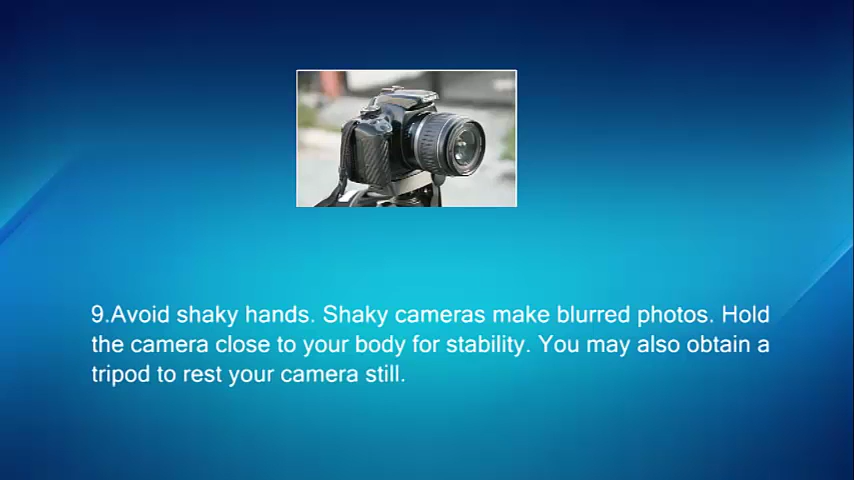 9.Avoid shaky hands. Shaky cameras make blurred photos. Hold
the camera close to your body for stability. You may also obtain a
tripod to rest your camera still.